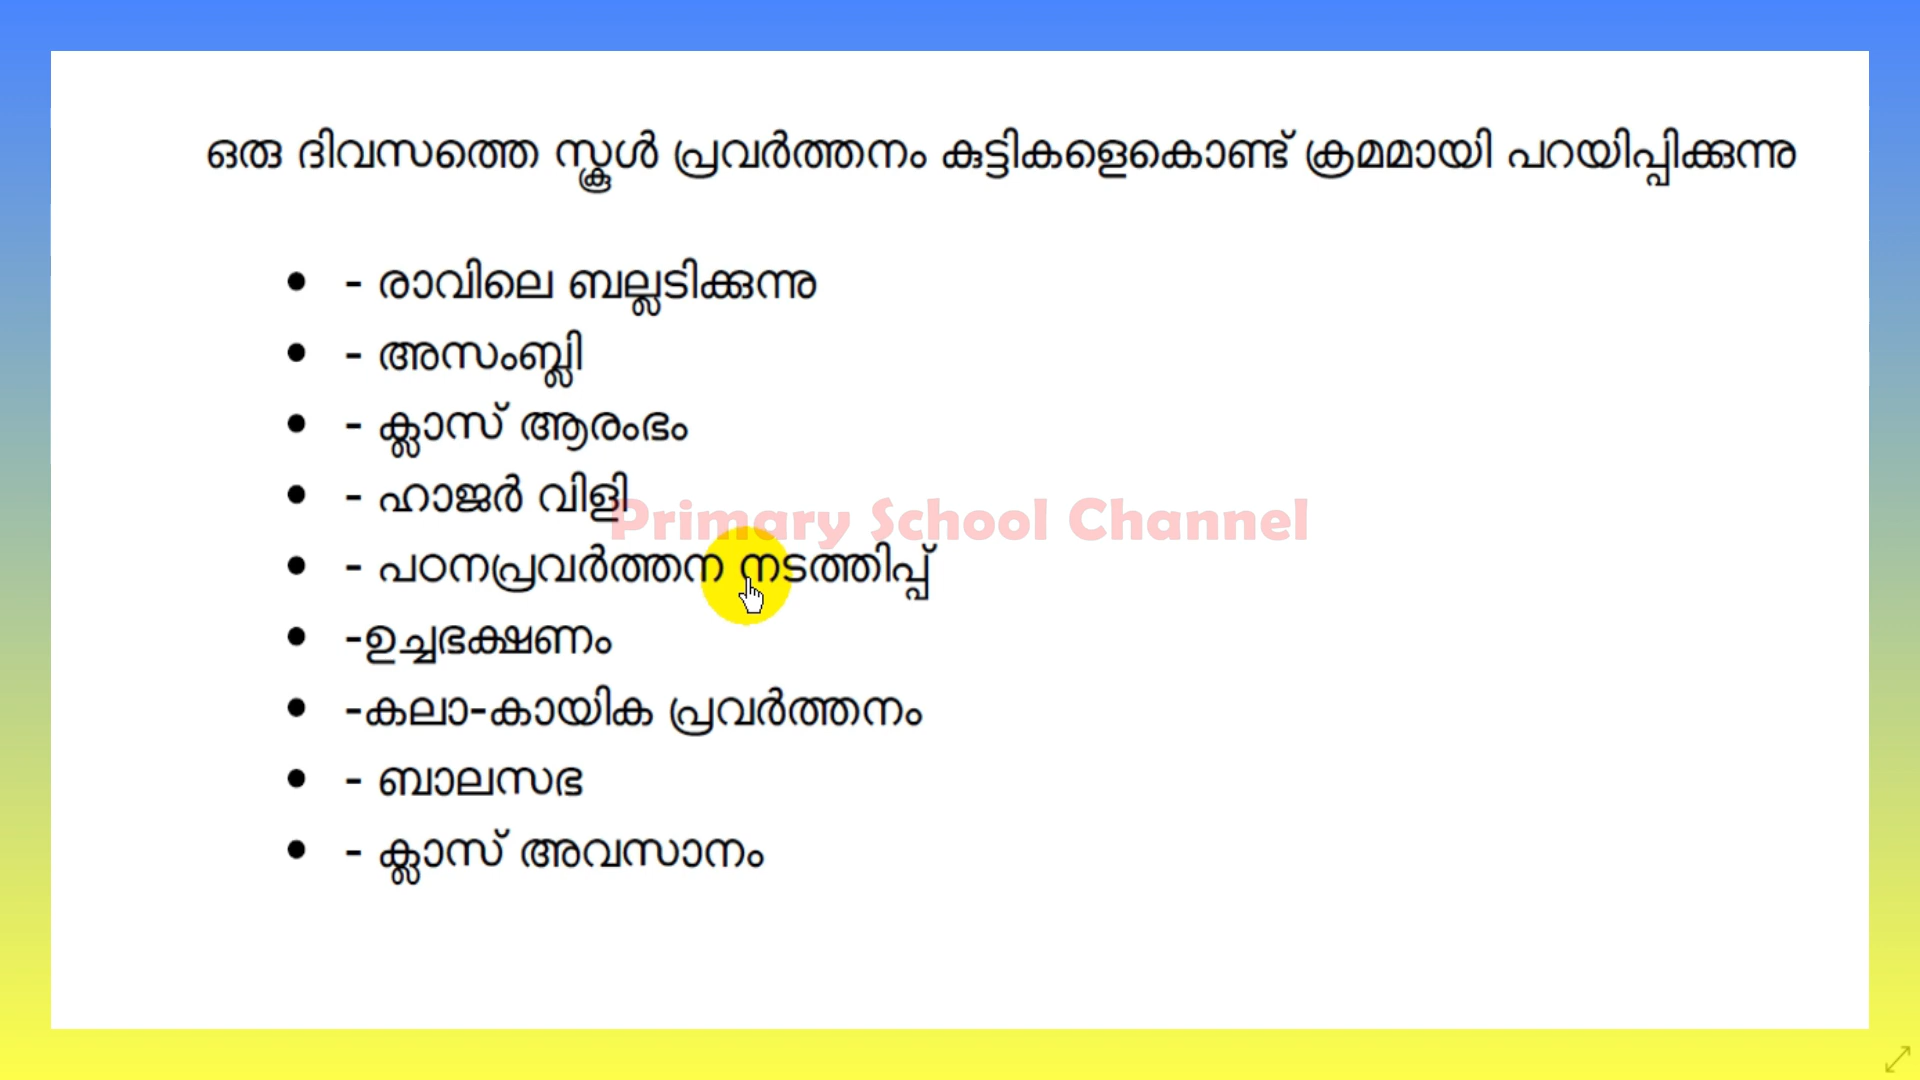 ഒരു ദിവസത്തെ സ്കൂൾ പ്രവർത്തനം കുട്ടികളെകൊണ്ട് ക്രമമായി പറയിപ്പിക്കുന്നു
• - രാവിലെ ബല്ലടിക്കുന്നു
• - അസംബ്ലി
• - ക്ലാസ് ആരംഭം
• - ഹാജർ വിളി
Primary School Channel
• - പഠനപ്രവർത്തന നടത്തിപ്പ്
• -ഉച്ചഭക്ഷണം
• -കലാ-കായിക പ്രവർത്തനം
• - ബാലസഭ
• - ക്ലാസ് അവസാനം